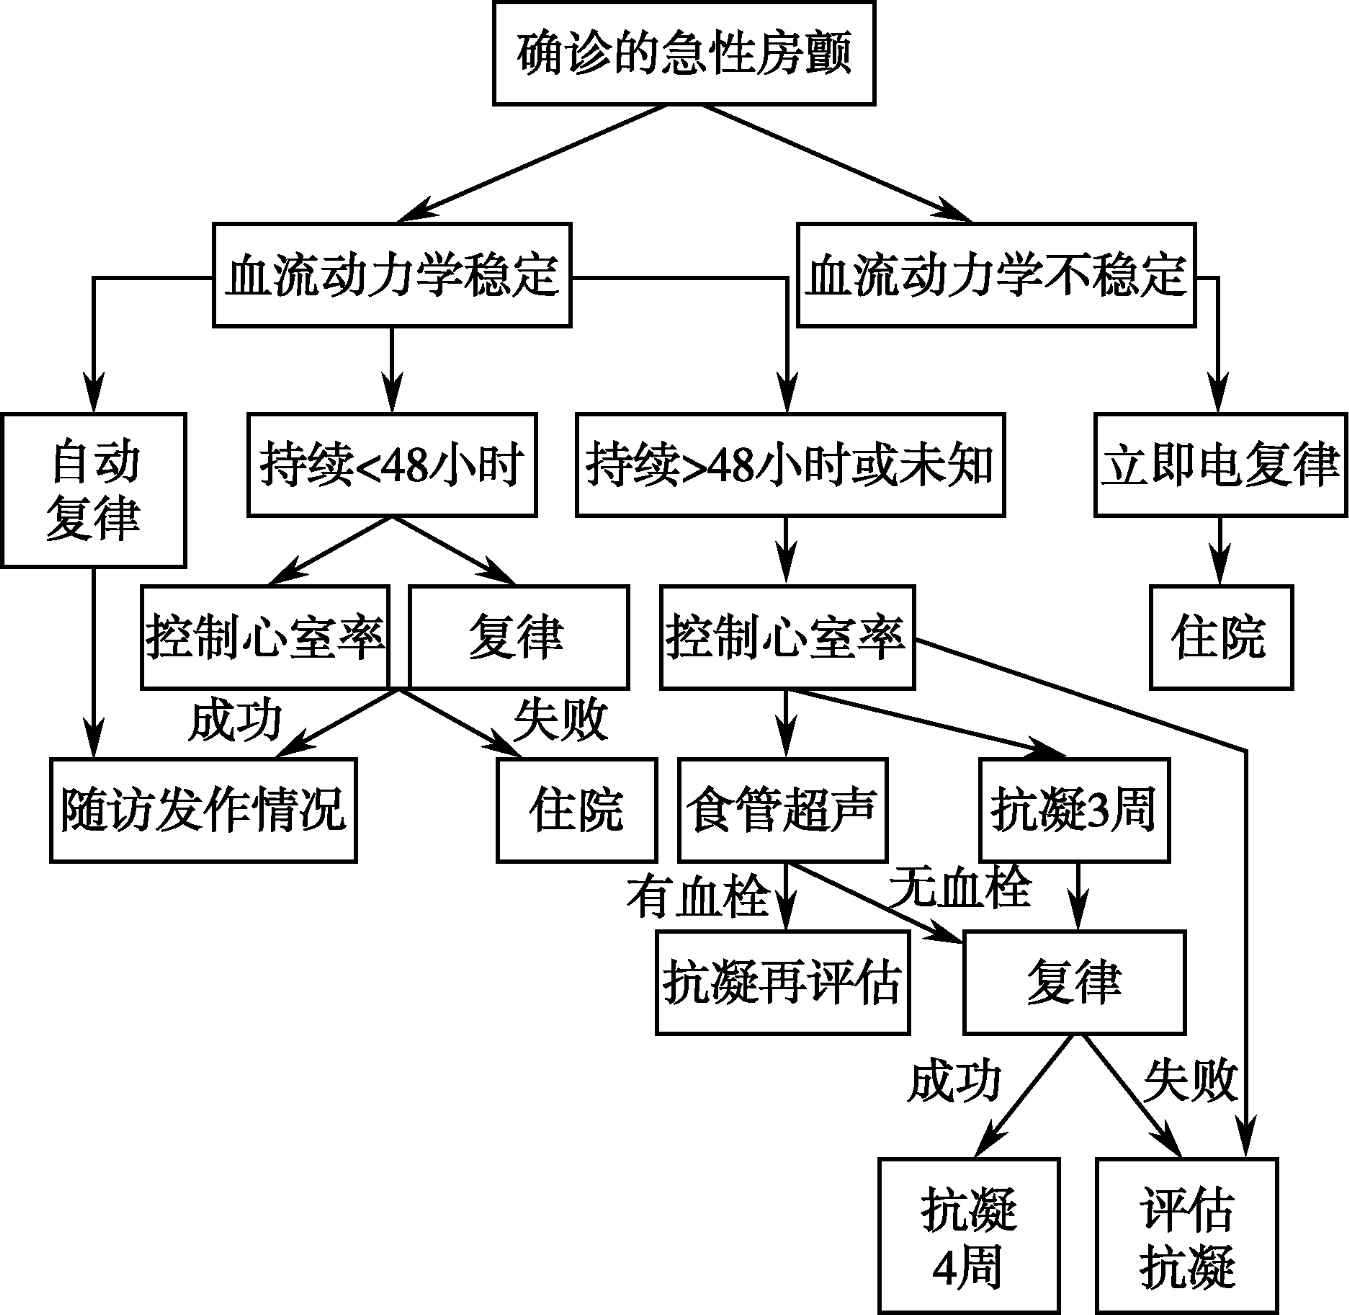 确诊的急性房颤
血流动力学稳定
血流动力学不稳定
自动
复律
持续<48小时
持续>48小时或未知
立即电复律
控制心室率
复律
控制心室率
住院
成功
失败
随访发作情况
住院
食管超声
抗凝3周
有血栓
无血栓
抗凝再评估
复律
成功
失败
抗凝
4周
评估
抗凝